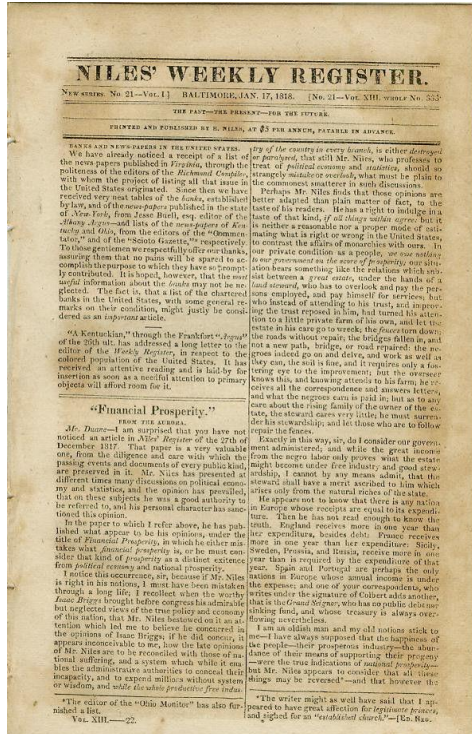 NILES' WEEKLY REGISTER.
NEW SERIES. No. 21—VOL. I.] BALTIMORE, JAN. 17, 1818. [No. 21—VOL. XIII. WHOLE No.
THE PAST—THE PRESENT—FOR THE FUTURE.
PRINTED AND PUBLISHED BY H. NILES, AT $5 PER ANNUM, PAYABLE IN ADVANCE.
BANKS AND NEWS-PAPERS IN THE UNITED STATES.
We have already noticed a receipt of a list of
the news papers published in Virginia, through the
politeness of the editors of the Richmond Compiler,
with whom the project of listing all that issue in
the United States originated. Since then we have
received very neat tables of the banks, established
by law, and of the news-papers published in the state
of New-York, from Jesse Buell, esq. editor of the
Albany Argus—and lists of the news-papers of Ken-
tucky and Ohio, from the editors of the "Commen-
tator," and of the "Scioto Gazette,"* respectively.
To those gentlemen we respectfully offer our thanks,
assuring them that no pains will be spared to ac-
complish the purpose to which they have so prompt-
ly contributed. It is hoped, however, that the most
useful information about the banks may not be ne-
glected. The fact is, that a list of the chartered
banks in the United States, with some general re-
marks on their condition, might just be consi-
dered as an important article.
"A Kentuckian," through the Frankfort "Argus"
of the 26th ult. has addressed a long letter to the
editor of the Weekly Register, in respect to the
colored population of the United States. It has
received an attentive reading and is laid-by for
insertion as soon as a needful attention to primary
objects will afford room for it.
"Financial Prosperity."
FROM THE AURORA.
Mr. Duane—I am surprised that you have not
noticed an article in Niles' Register of the 27th of
December 1817. That paper is a very valuable
one, from the diligence and care with which the
passing events and documents of every public kind,
are preserved in it. Mr. Niles has presented at
different times many discussions on political econo-
my and statistics, and the opinion has prevailed,
that on these subjects he was a good authority to
be referred to, and his personal character has sanc-
tioned this opinion.
In the paper to which I refer above, he has pub-
lished what appear to be his opinions, under the
title of Financial Prosperity, in which he either mis-
takes what financial prosperity is, or he must con-
sider that kind of prosperity as a distinct existence
from political economy and national prosperity.
I notice this occurrence, sir, because if Mr. Niles
is right in his notions, I must have been mistaken
through a long life; I recollect when the worthy
Isaac Briggs brought before congress his admirable
but neglected views of the true policy and economy
of this nation, that Mr. Niles bestowed on it an at-
tention which led me to believe he concurred in
the opinions of Isaac Briggs; if he did concur, it
appears inconceivable to me, how the late opinions
of Mr. Niles are to be reconciled with those of na-
tional suffering, and a system which while it ena-
bles the administrative authorities to conceal their
incapacity, and to expend millions without system
or wisdom, and while the whole productive free indus-
*The editor of the "Ohio Monitor" has also fur-
nished a list.
VOL. XIII.——22.
try of the country in every branch, is either destroyed
or paralysed, that still Mr. Niles, who professes to
treat of political economy and statistics, should so
strangely mistake or overlook, what must be plain to
the commonest smatterer in such discussions.
Perhaps Mr. Niles finds that those opinions are
better adapted than plain matter of fact, to the
taste of his readers. He has a right to indulge in a
taste of that kind, if all things within agree: but it
is neither a reasonable nor a proper mode of esti-
mating what is right or wrong in the United States,
to contrast the affairs of monarchies with ours. In
our private condition as a people, we owe nothing
to our government on the score of prosperity, our situ-
ation bears something like the relations which sub-
sist between a great estate, under the hands of a
land steward, who has to overlook and pay the per-
sons employed, and pay himself for services; but
who instead of attending to his trust, and improv-
ing the trust reposed in him, had turned his atten-
tion to a little private farm of his own, and let the
estate in his care go to wreck; the fences torn down;
the roads without repair; the bridges fallen in, and
not a new path, bridge, or road repaired: the ne-
groes indeed go on and delve, and work as well as
they can, the soil is fat, and it requires only a fos-
tering eye to the improvement; but the overseer
knows this, and knowing attends to his farm; he re-
ceives all the correspondence and answers letters,
and what the negroes earn is paid in; but as to any
care about the rising family of the owner of the es-
tate, the steward cares very little; he must surren-
der his stewardship; and let those who are to follow
repair the fences.
Exactly in this way, sir, do I consider our govern-
ment administered; and while the great income
from the negro labor only proves what the estate
might become under free industry and good stew-
ardship, I cannot by any means admit, that the
steward shall have a merit ascribed to him which
arises only from the natural riches of the state.
He appears not to know that there is any nation
in Europe whose receipts are equal to its expendi-
ture. Then he has not read enough to know the
truth. England receives more in one year than
her expenditure, besides debt. France receives
more in one year than her expenditure: Sicily,
Sweden, Prussia, and Russia, receive more in one
year than is required by the expenditure of that
year. Spain and Portugal are perhaps the only
nations in Europe whose annual income is under
the expense; and one of your correspondents, who
writes under the signature of Colbert adds another,
that is the Grand Seignor, who has no public debt nor
sinking fund, and whose treasury is always over-
flowing nevertheless.
I am an oldish man and my old notions stick to
me—I have always supposed that the happiness of
the people—their prosperous industry—the abun-
dance of their means of supporting their progeny
—were the true indications of national prosperity—
but Mr. Niles appears to consider that all these
things may be reversed*—and that however the
*The writer might as well have said that I ap-
peared to have great affection for legitimate princes,
and sighed for an "established church."—[ED. REG.